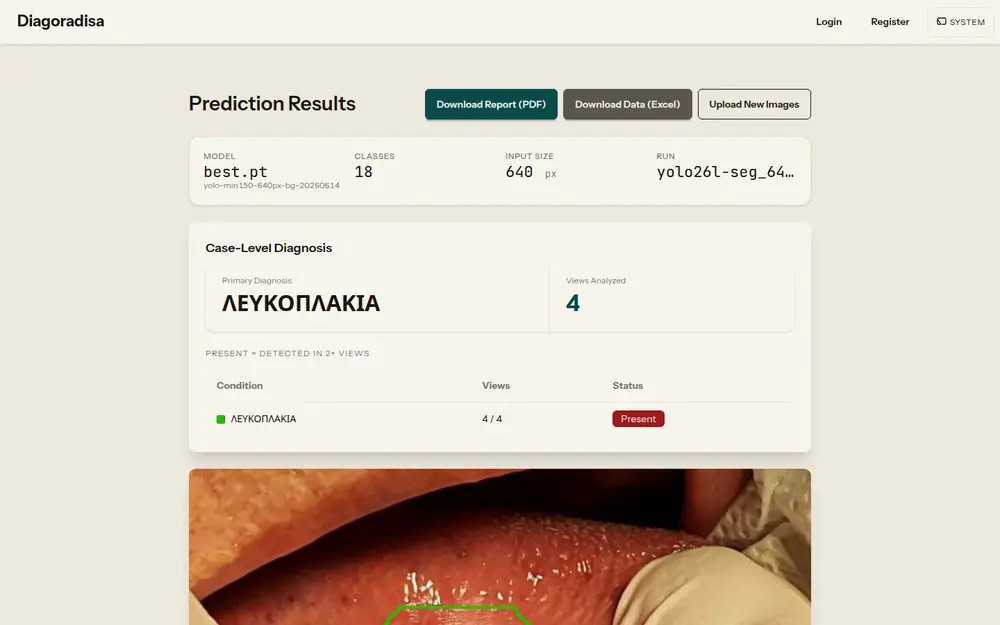 Diagoradisa
Login
Register
SYSTEM
Prediction Results
Download Report (PDF)
Download Data (Excel)
Upload New Images
MODEL
best.pt
yolo-min150-640px-bg-20260614
CLASSES
18
INPUT SIZE
640 px
RUN
yolo26l-seg_64…
Case-Level Diagnosis
Primary Diagnosis
ΛΕΥΚΟΠΛΑΚΙΑ
Views Analyzed
4
PRESENT = DETECTED IN 2+ VIEWS
Condition Views Status
ΛΕΥΚΟΠΛΑΚΙΑ 4 / 4 Present